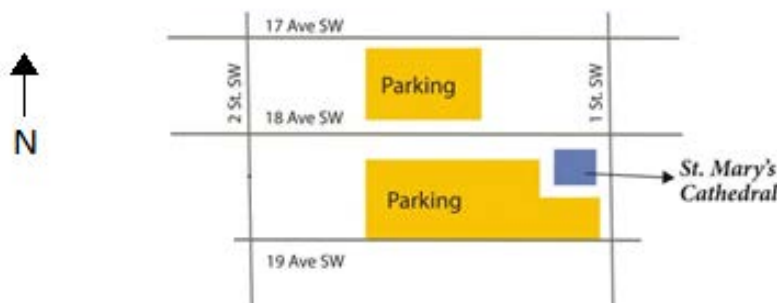 17 Ave SW
2 St. SW
Parking
1 St. SW
18 Ave SW
N
St. Mary's
Cathedral
Parking
19 Ave SW